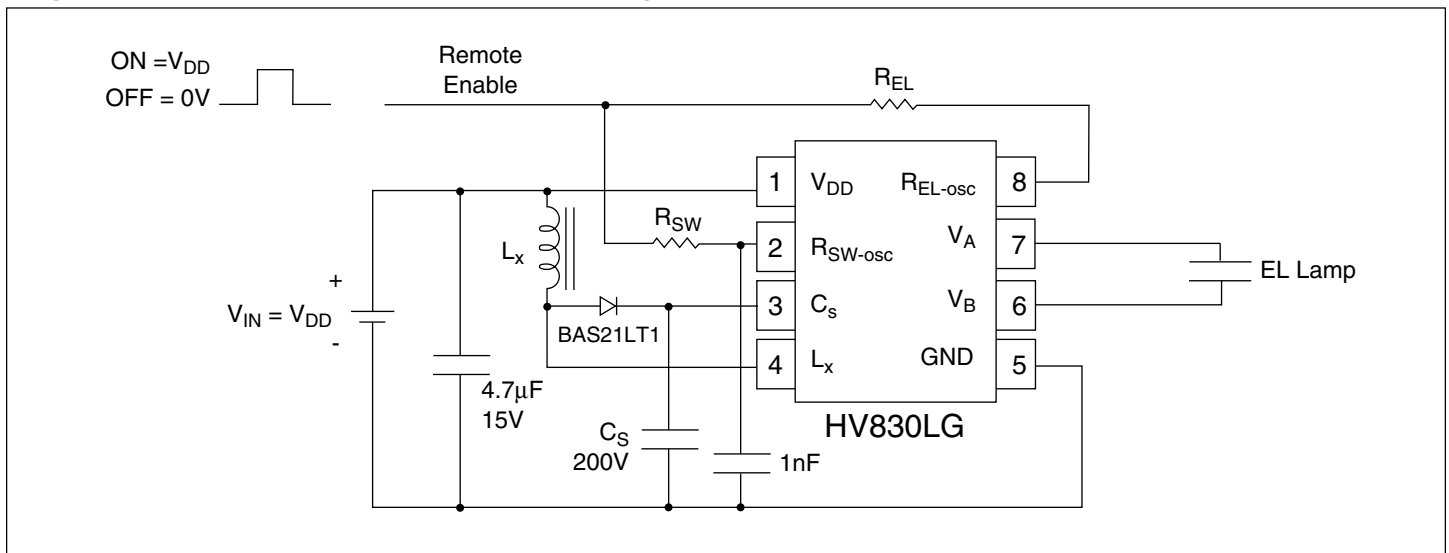 ON =VDD
OFF = 0V
Remote
Enable
REL
1 VDD REL-osc 8
RSW
2 RSW-osc VA 7
Lx
EL Lamp
3 Cs VB 6
+
VIN = VDD
-
BAS21LT1
4 Lx GND 5
4.7μF
15V
HV830LG
CS
200V
1nF